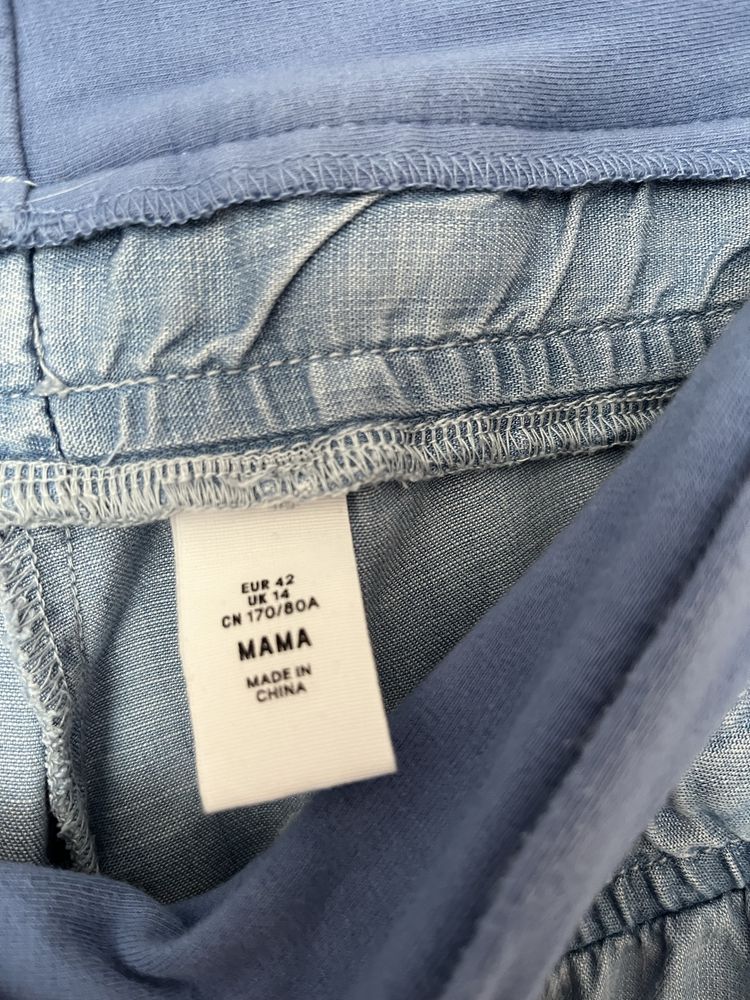 EUR 42
UK 14
CN 170/80A
MAMA
MADE IN
CHINA